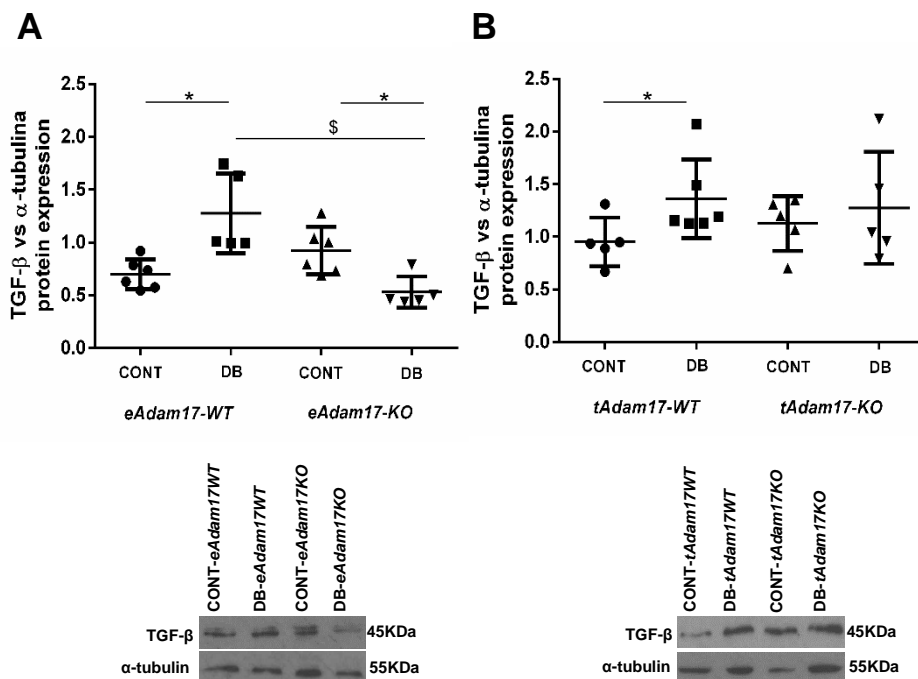 A
TGF-β vs α-tubulina
protein expression
2.5
2.0
1.5
1.0
0.5
0.0
*
*
$
CONT
DB
CONT
DB
eAdam17-WT
eAdam17-KO
CONT-eAdam17WT
DB-eAdam17WT
CONT-eAdam17KO
DB-eAdam17KO
TGF-β
45KDa
α-tubulin
55KDa
B
TGF-β vs α-tubulina
protein expression
2.5
2.0
1.5
1.0
0.5
0.0
*
CONT
DB
CONT
DB
tAdam17-WT
tAdam17-KO
CONT-tAdam17WT
DB-tAdam17WT
CONT-tAdam17KO
DB-tAdam17KO
TGF-β
45KDa
α-tubulin
55KDa